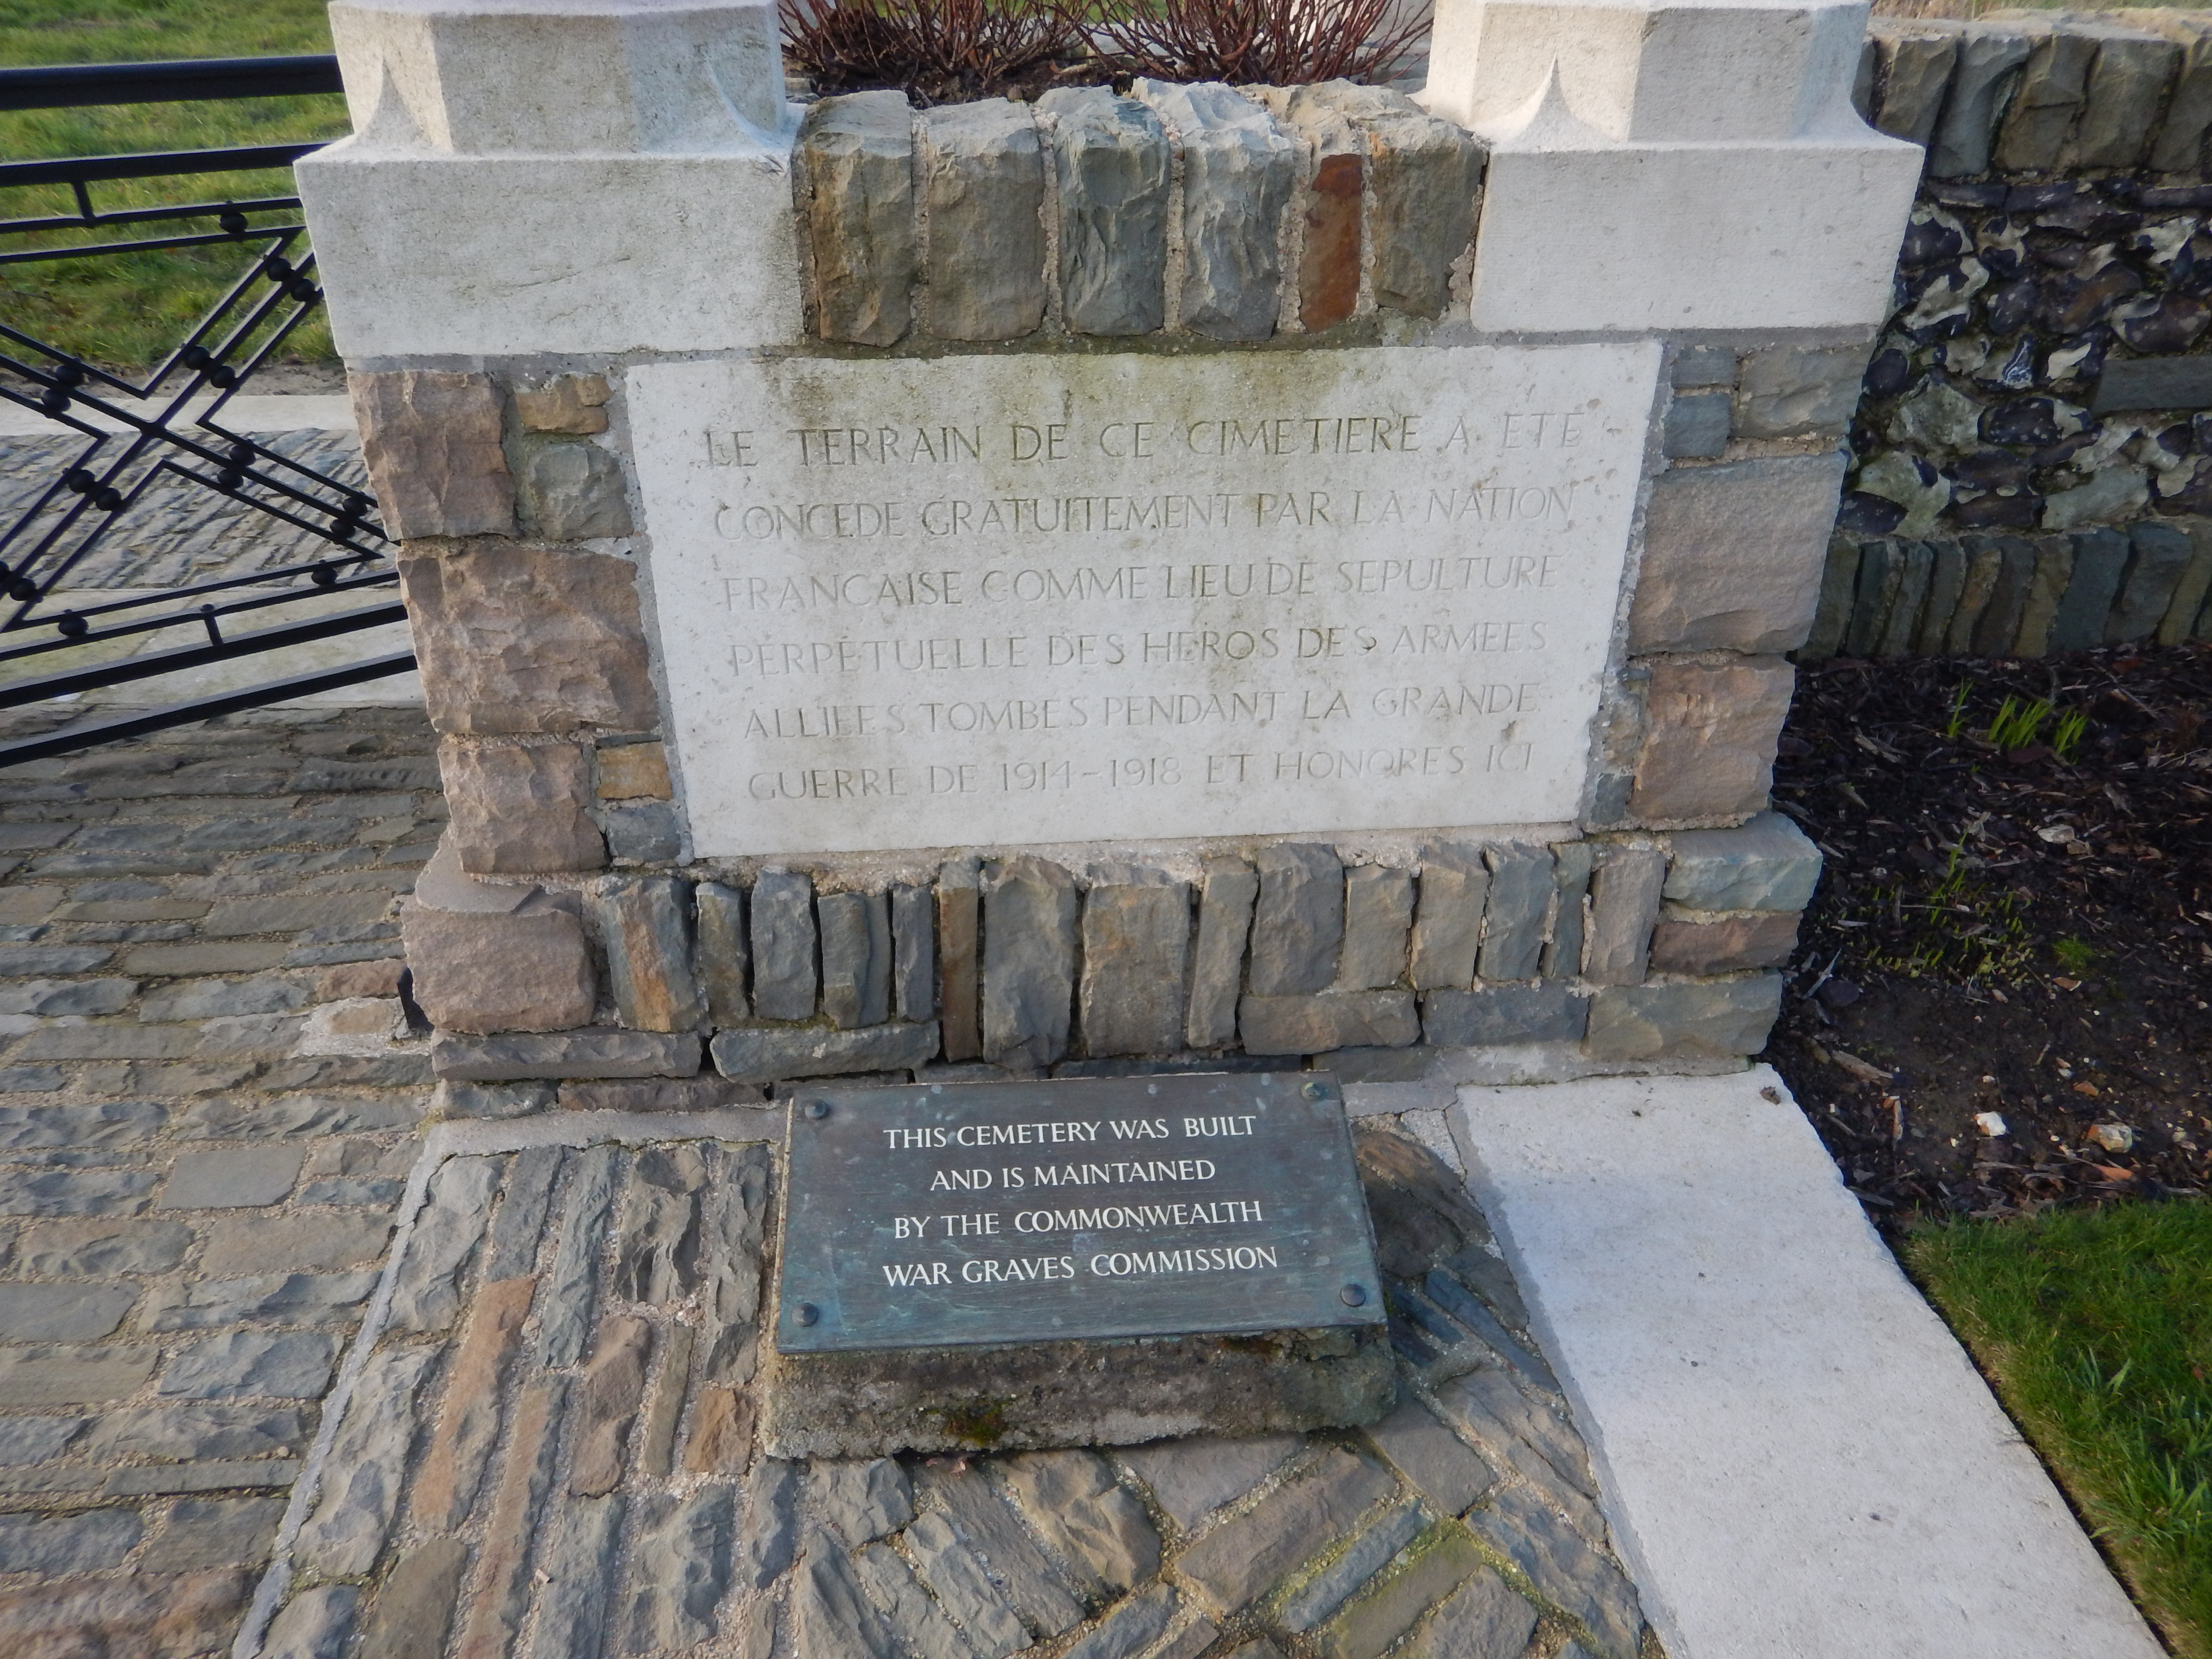 LE TERRAIN DE CE CIMETIERE A ETE
CONCEDE GRATUITEMENT PAR LA NATION
FRANCAISE COMME LIEU DE SEPULTURE
PERPETUELLE DES HEROS DES ARMEES
ALLIEES TOMBES PENDANT LA GRANDE
GUERRE DE 1914-1918 ET HONORES ICI
THIS CEMETERY WAS BUILT
AND IS MAINTAINED
BY THE COMMONWEALTH
WAR GRAVES COMMISSION